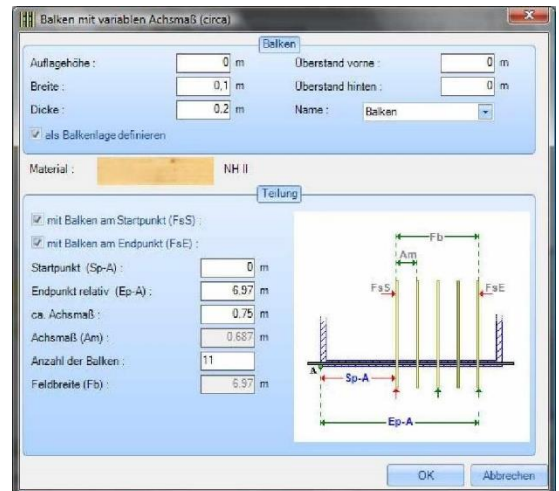 Balken mit variablen Achsmaß (circa)
Balken
Auflagehöhe : 0 m
Überstand vorne : 0 m
Breite : 0,1 m
Überstand hinten : 0 m
Dicke : 0.2 m
Name : Balken
als Balkenlage definieren
Material : NH II
Teilung
mit Balken am Startpunkt (FsS) :
mit Balken am Endpunkt (FsE) :
Startpunkt (Sp-A) : 0 m
Endpunkt relativ (Ep-A) : 6.97 m
ca. Achsmaß : 0.75 m
Achsmaß (Am) : 0.687 m
Anzahl der Balken : 11
Feldbreite (Fb) : 6.97 m
Fb
Am
FsS
FsE
A
Sp-A
Ep-A
OK
Abbrechen